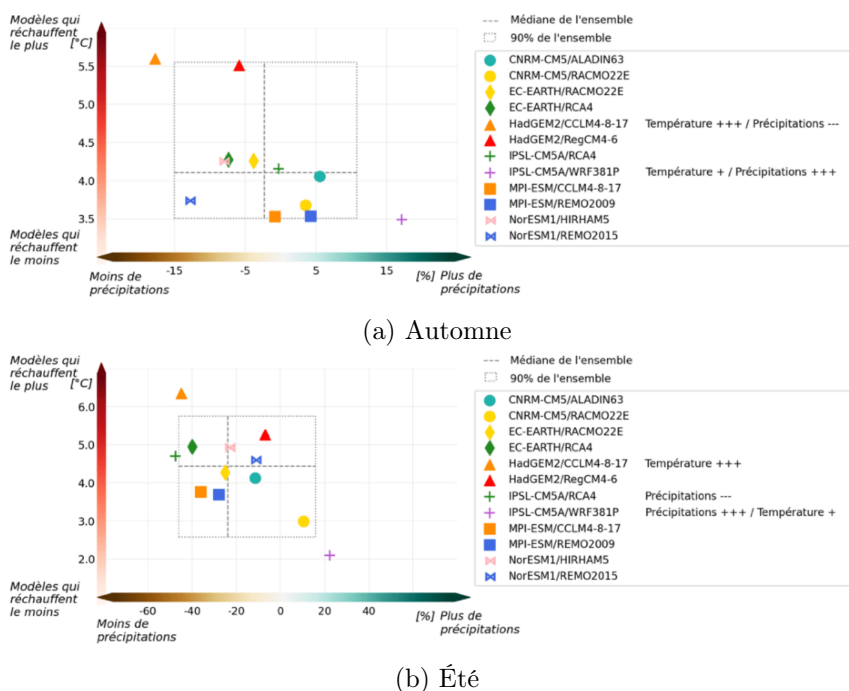 Modèles qui
réchauffent
le plus
[°C]
5.5
5.0
4.5
4.0
3.5
Modèles qui
réchauffent
le moins
Moins de
précipitations
-15
-5
5
15
[%]
Plus de
précipitations
Médiane de l'ensemble
90% de l'ensemble
CNRM-CM5/ALADIN63
CNRM-CM5/RACMO22E
EC-EARTH/RACMO22E
EC-EARTH/RCA4
HadGEM2/CCLM4-8-17 Température +++ / Précipitations ---
HadGEM2/RegCM4-6
IPSL-CM5A/RCA4
IPSL-CM5A/WRF381P Température + / Précipitations +++
MPI-ESM/CCLM4-8-17
MPI-ESM/REMO2009
NorESM1/HIRHAM5
NorESM1/REMO2015
(a) Automne
Modèles qui
réchauffent
le plus
[°C]
6.0
5.0
4.0
3.0
2.0
Modèles qui
réchauffent
le moins
Moins de
précipitations
-60
-40
-20
0
20
40
[%]
Plus de
précipitations
Médiane de l'ensemble
90% de l'ensemble
CNRM-CM5/ALADIN63
CNRM-CM5/RACMO22E
EC-EARTH/RACMO22E
EC-EARTH/RCA4
HadGEM2/CCLM4-8-17 Température +++
HadGEM2/RegCM4-6
IPSL-CM5A/RCA4 Précipitations ---
IPSL-CM5A/WRF381P Précipitations +++ / Température +
MPI-ESM/CCLM4-8-17
MPI-ESM/REMO2009
NorESM1/HIRHAM5
NorESM1/REMO2015
(b) Été